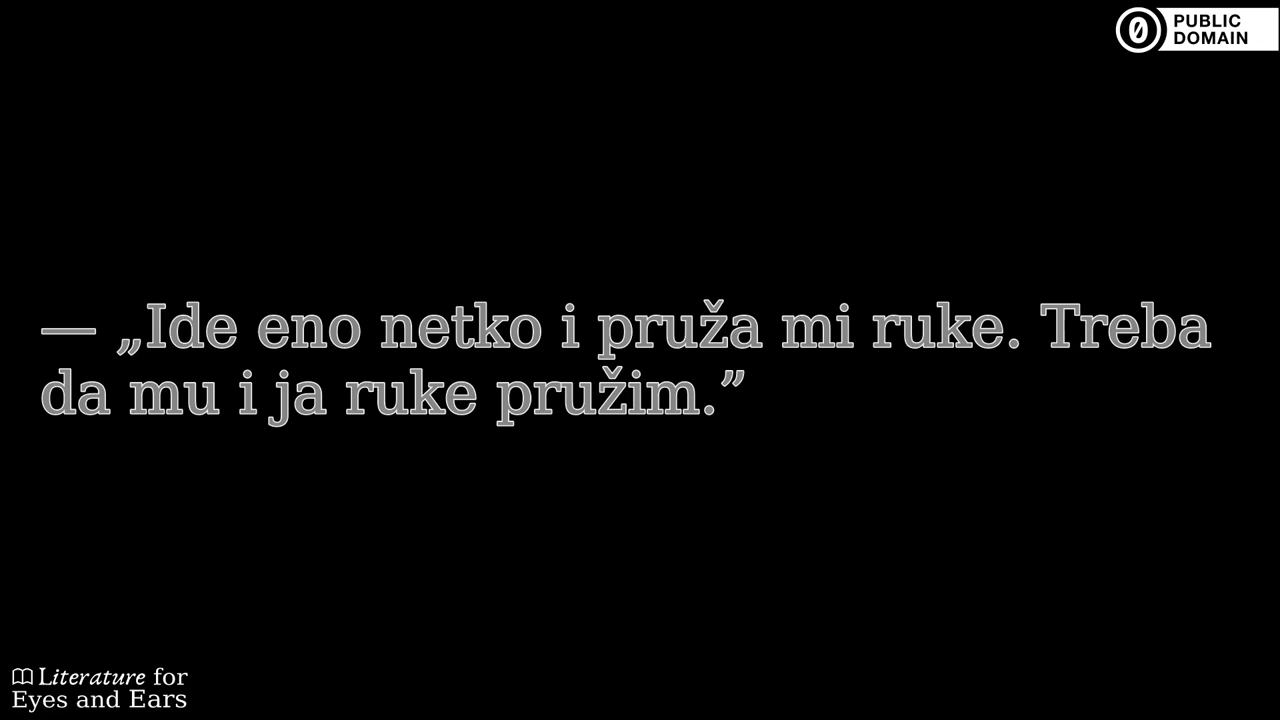 PUBLIC
DOMAIN
— „Ide eno netko i pruža mi ruke. Treba
da mu i ja ruke pružim.”
Literature for
Eyes and Ears